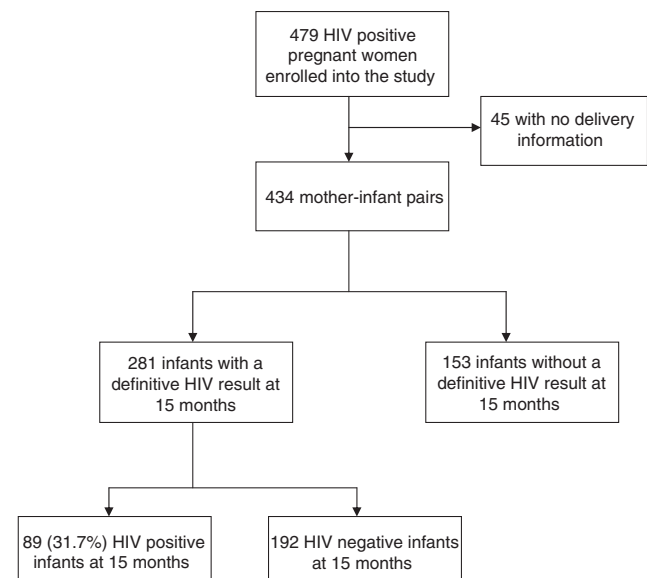 479 HIV positive
pregnant women
enrolled into the study
45 with no delivery
information
434 mother-infant pairs
281 infants with a
definitive HIV result at
15 months
153 infants without a
definitive HIV result at
15 months
89 (31.7%) HIV positive
infants at 15 months
192 HIV negative infants
at 15 months